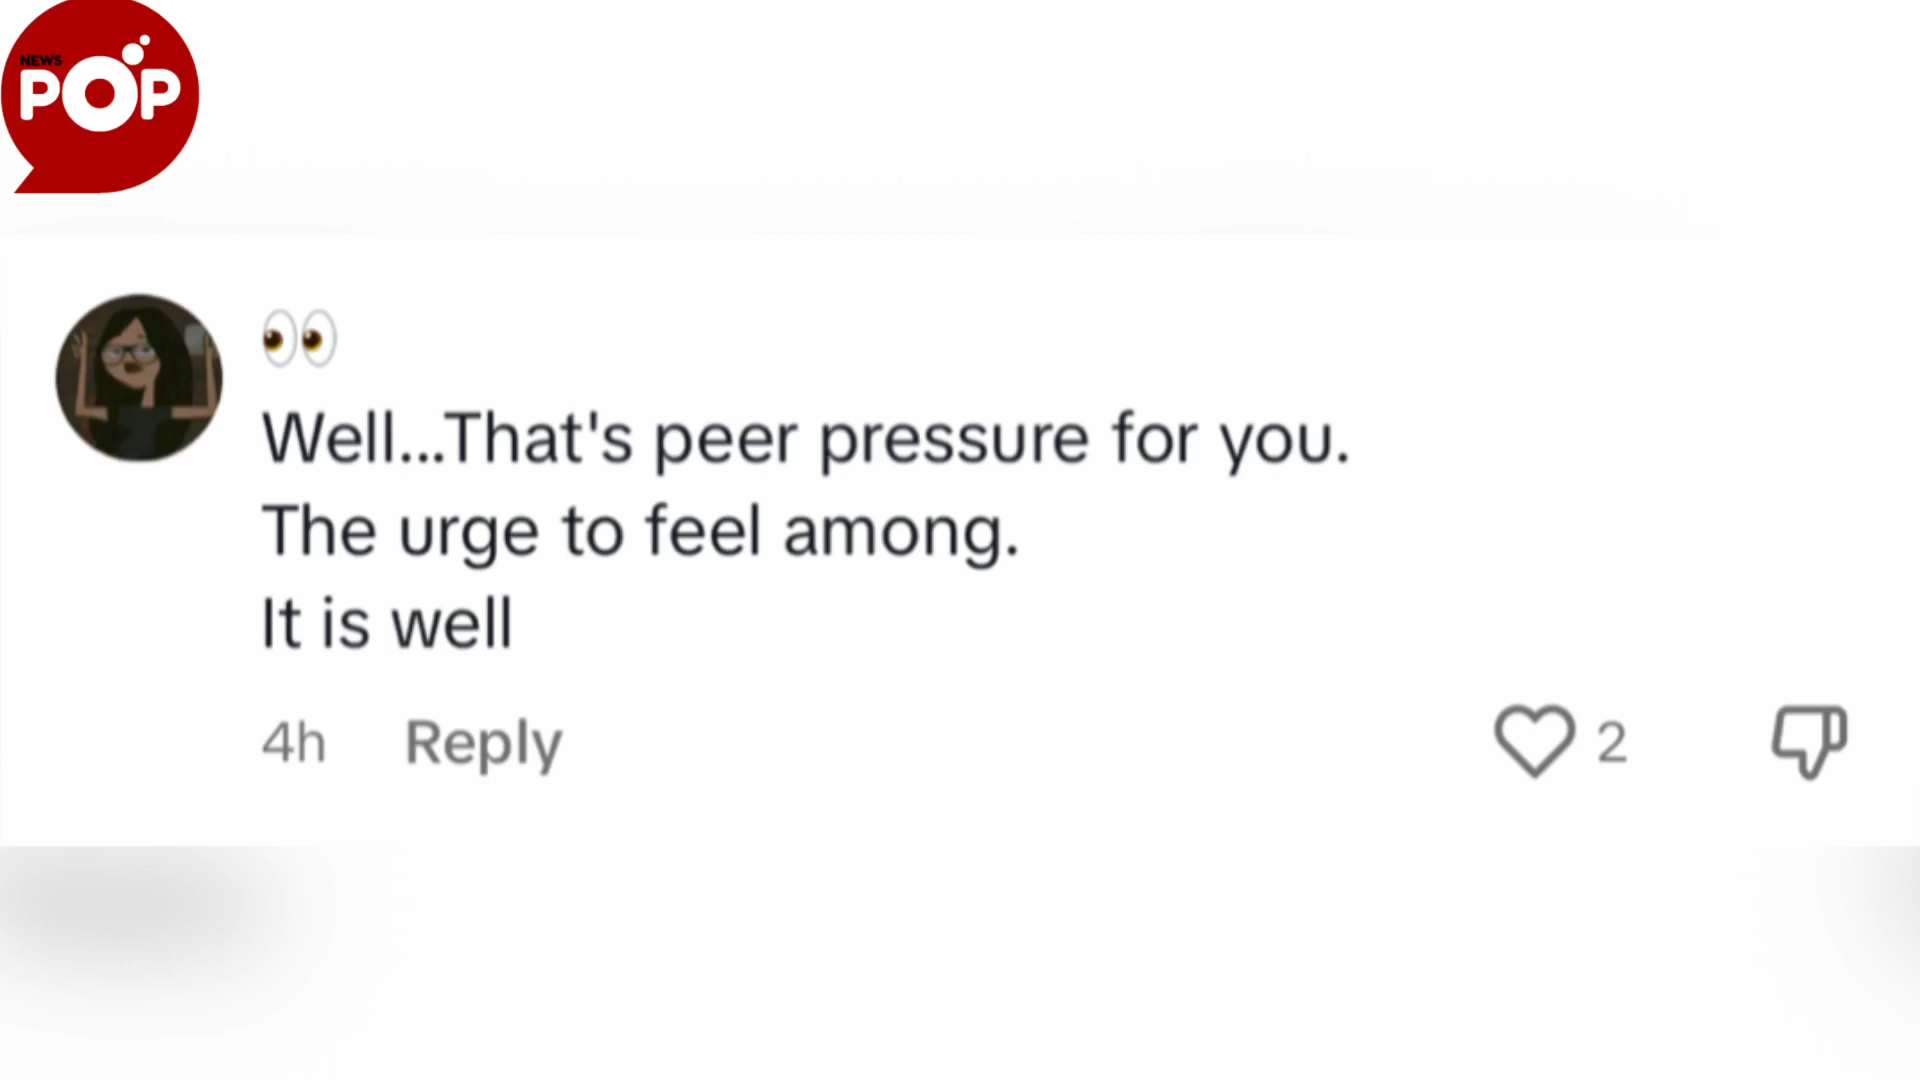 NEWS
POP
👀
Well...That's peer pressure for you.
The urge to feel among.
It is well
4h Reply 2